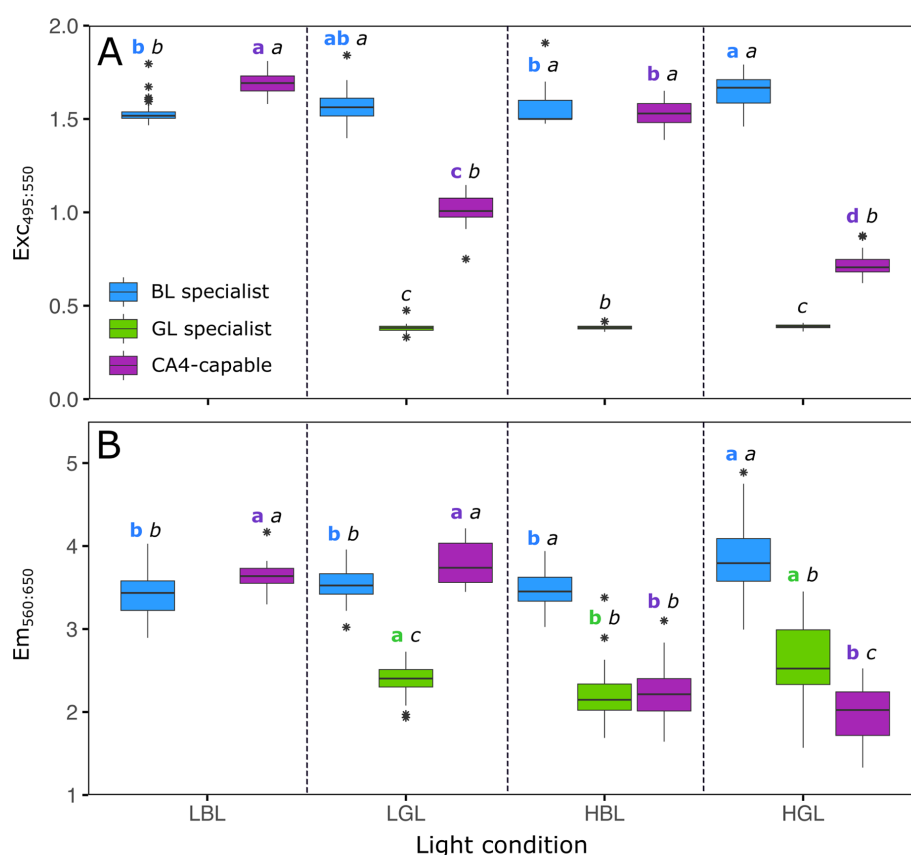 A
2.0
1.5
1.0
0.5
0.0
Exc495:550
b b
a a
ab a
c
c b
b a
b
b a
a a
c
d b
BL specialist
GL specialist
CA4-capable
B
5
4
3
2
1
Em560:650
b b
a a
b b
a c
a a
b a
b b
b b
a a
a b
b c
LBL
LGL
HBL
HGL
Light condition